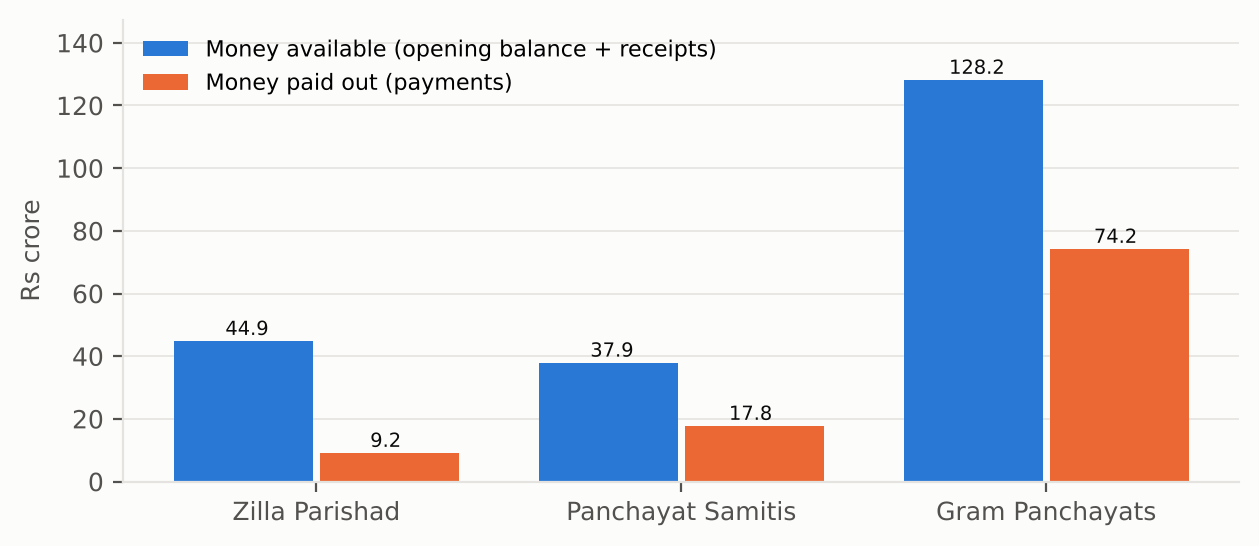 Money available (opening balance + receipts)
Money paid out (payments)
Rs crore
140
120
100
80
60
40
20
0
44.9
9.2
37.9
17.8
128.2
74.2
Zilla Parishad
Panchayat Samitis
Gram Panchayats